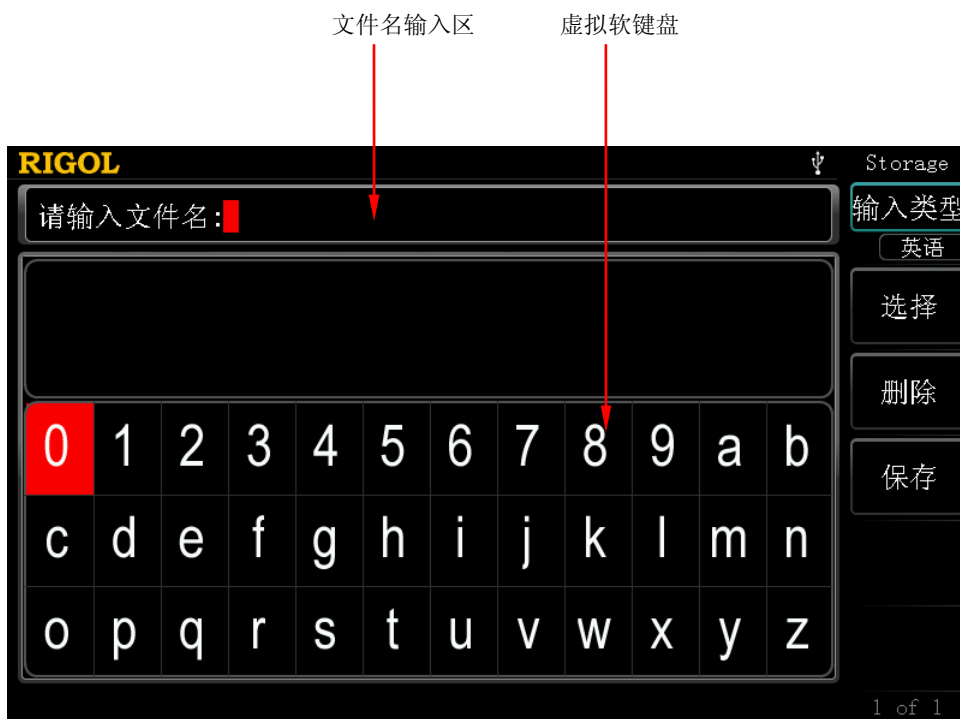 文件名输入区 虚拟软键盘
RIGOL Storage
请输入文件名:
输入类型
英语
选择
删除
保存
0 1 2 3 4 5 6 7 8 9 a b
c d e f g h i j k l m n
o p q r s t u v w x y z
1 of 1